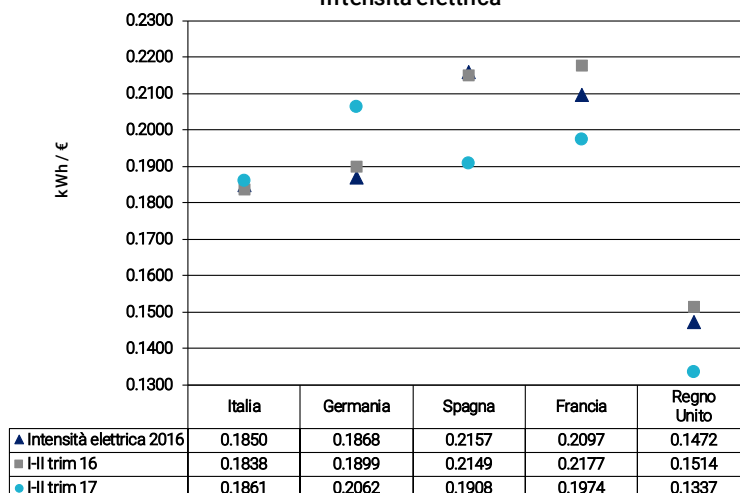 Intensità elettrica
0.2300
0.2200
0.2100
0.2000
0.1900
0.1800
0.1700
0.1600
0.1500
0.1400
0.1300
kWh / €
Italia Germania Spagna Francia Regno Unito
Intensità elettrica 2016 0.1850 0.1868 0.2157 0.2097 0.1472
I-II trim 16 0.1838 0.1899 0.2149 0.2177 0.1514
I-II trim 17 0.1861 0.2062 0.1908 0.1974 0.1337